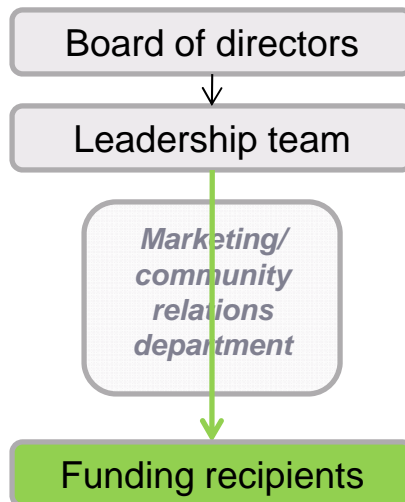 Board of directors
Leadership team
Marketing/
community
relations
department
Funding recipients